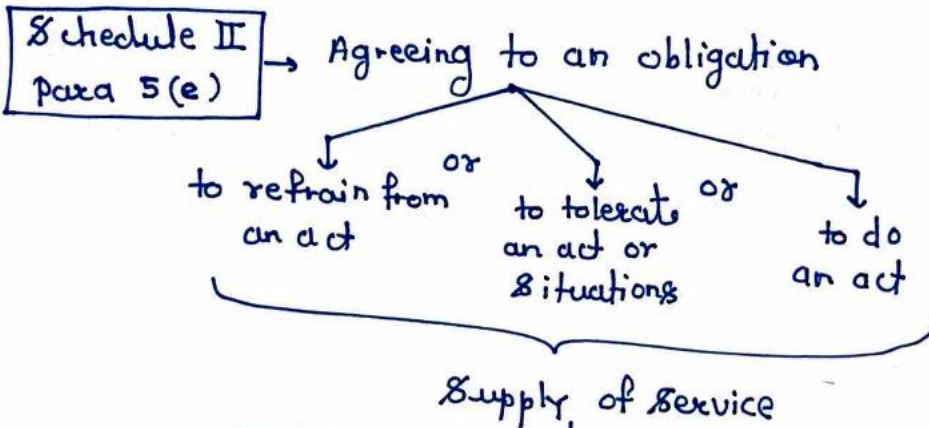 Schedule II
Para 5(e)
→ Agreeing to an obligation
to refrain from
an act
or
to tolerate
an act or
situations
or
to do
an act
Supply of service